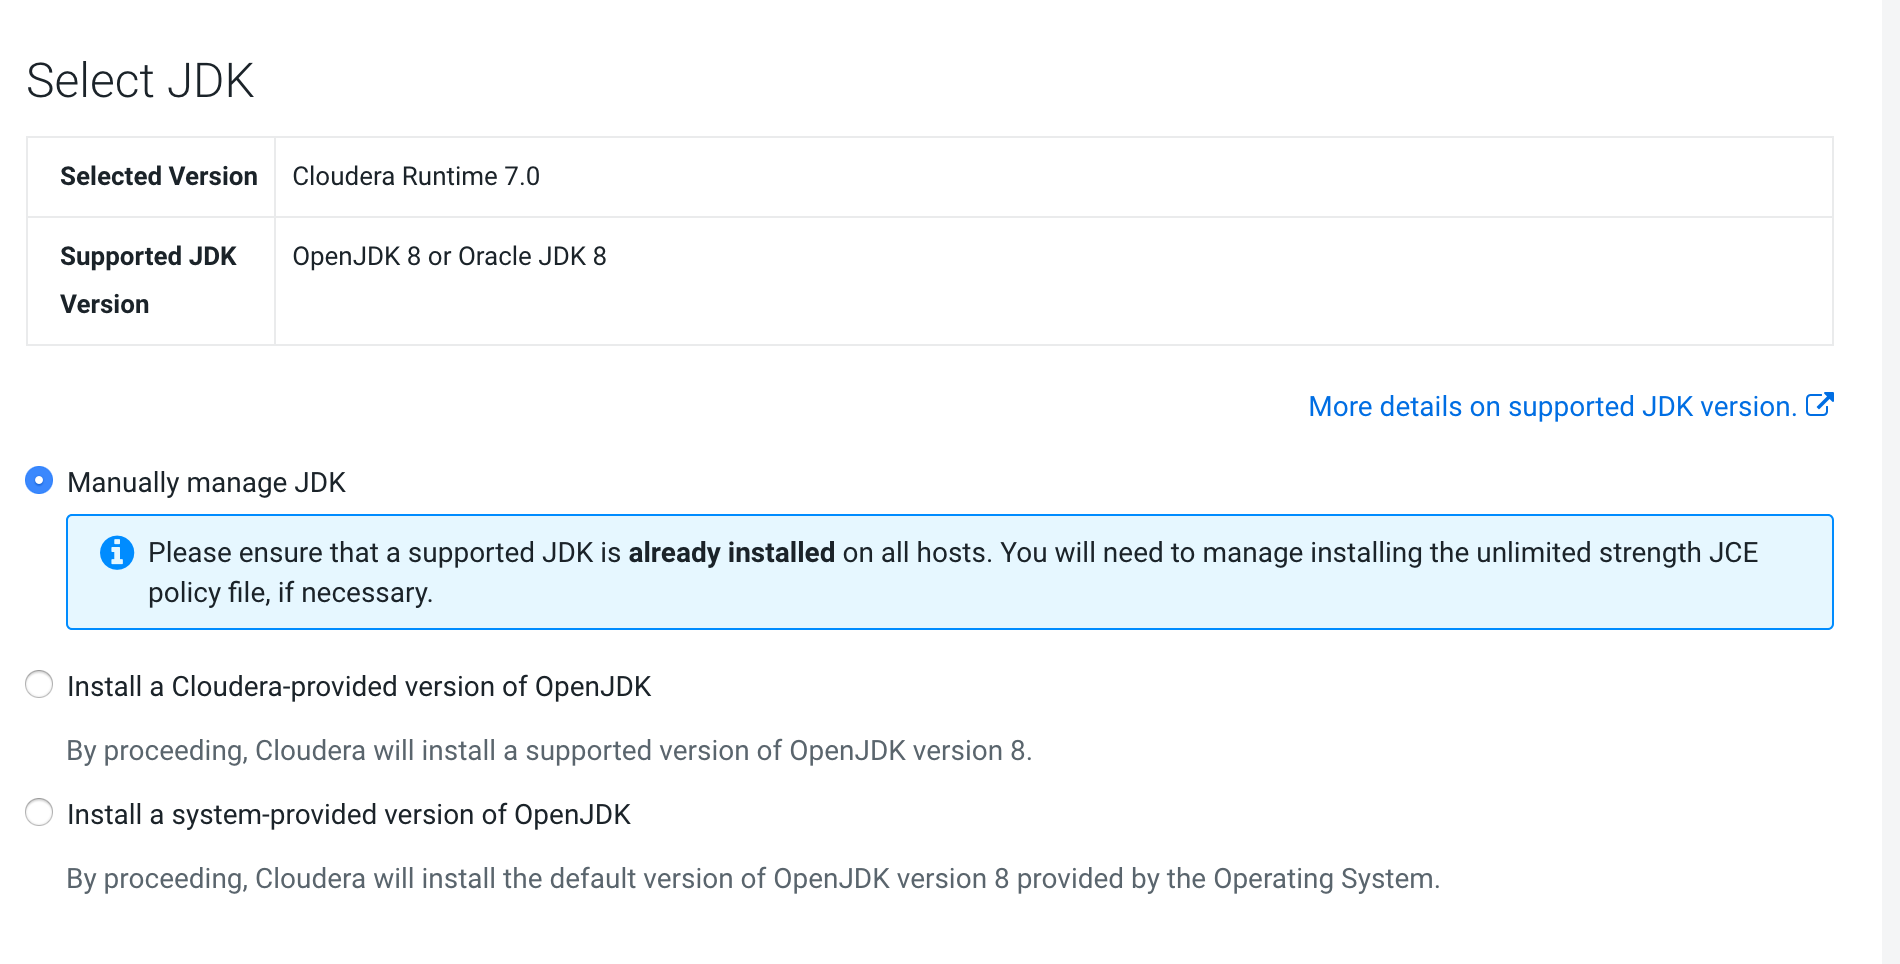 Select JDK
Selected Version Cloudera Runtime 7.0
Supported JDK OpenJDK 8 or Oracle JDK 8
Version
More details on supported JDK version.
Manually manage JDK
Please ensure that a supported JDK is already installed on all hosts. You will need to manage installing the unlimited strength JCE
policy file, if necessary.
Install a Cloudera-provided version of OpenJDK
By proceeding, Cloudera will install a supported version of OpenJDK version 8.
Install a system-provided version of OpenJDK
By proceeding, Cloudera will install the default version of OpenJDK version 8 provided by the Operating System.